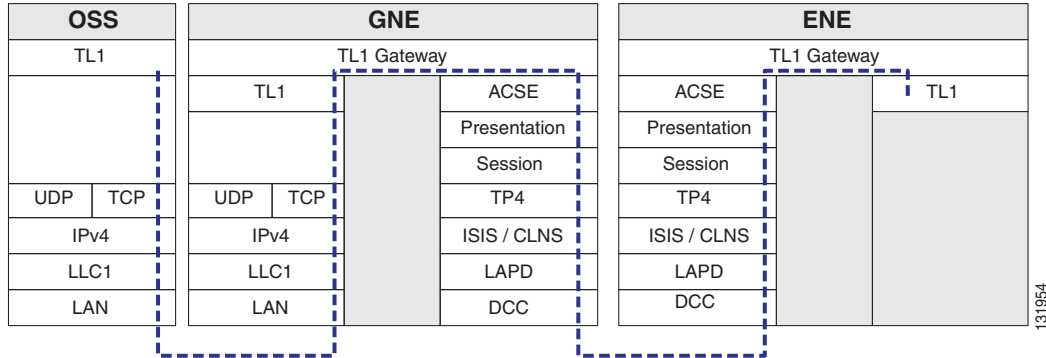 OSS GNE ENE
TL1 TL1 Gateway TL1 Gateway
TL1 ACSE ACSE TL1
Presentation Presentation
Session Session
UDP TCP UDP TCP TP4 TP4
IPv4 IPv4 ISIS / CLNS ISIS / CLNS
LLC1 LLC1 LAPD LAPD
LAN LAN DCC DCC
131954